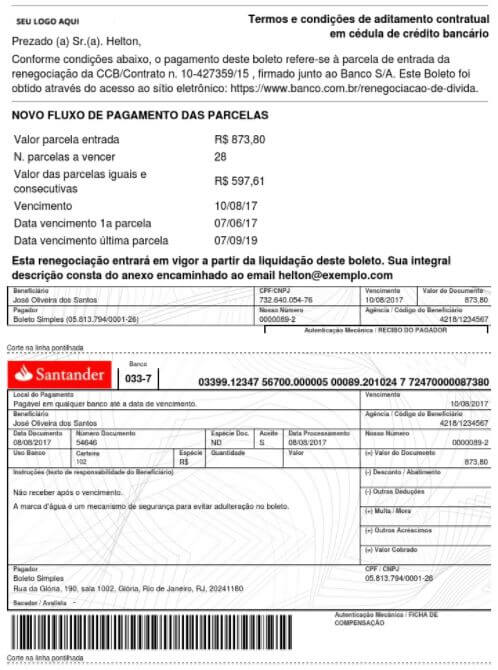 SEU LOGO AQUI
Termos e condições de aditamento contratual
em cédula de crédito bancário
Prezado (a) Sr.(a). Helton,
Conforme condições abaixo, o pagamento deste boleto refere-se à parcela de entrada da
renegociação da CCB/Contrato n. 10-427359/15 , firmado junto ao Banco S/A. Este Boleto foi
obtido através do acesso ao sítio eletrônico: https://www.banco.com.br/renegociacao-de-divida.
NOVO FLUXO DE PAGAMENTO DAS PARCELAS
Valor parcela entrada R$ 873,80
N. parcelas a vencer 28
Valor das parcelas iguais e
consecutivas R$ 597,61
Vencimento 10/08/17
Data vencimento 1a parcela 07/06/17
Data vencimento última parcela 07/09/19
Esta renegociação entrará em vigor a partir da liquidação deste boleto. Sua integral
descrição consta do anexo encaminhado ao email helton@exemplo.com
Beneficiário CPF/CNPJ Vencimento Valor do Documento
José Oliveira dos Santos 732.640.054-76 10/08/2017 873,80
Pagador Nosso Número Agência / Código do Beneficiário
Boleto Simples (05.813.794/0001-26) 0000089-2 4218/1234567
Autenticação Mecânica / RECIBO DO PAGADOR
Corte na linha pontilhada
Santander
Banco
033-7
03399.12347 56700.000005 00089.201024 7 72470000087380
Local do Pagamento Vencimento
Pagável em qualquer banco até a data de vencimento. 10/08/2017
Beneficiário Agência / Código do Beneficiário
José Oliveira dos Santos 4218/1234567
Data Documento Número Documento Espécie Doc. Aceite Data Processamento Nosso Número
08/08/2017 54646 ND S 08/08/2017 0000089-2
Uso Banco Carteira Espécie Quantidade Valor (=) Valor do Documento
102 R$ 873,80
Instruções (texto de responsabilidade do Beneficiário) (-) Desconto / Abatimento
Não receber após o vencimento.
(-) Outras Deduções
A marca d'água é um mecanismo de segurança para evitar adulteração no boleto.
(+) Multa / Mora
(+) Outros Acréscimos
(=) Valor Cobrado
Pagador CPF / CNPJ
Boleto Simples 05.813.794/0001-26
Rua da Glória, 190, sala 1002, Glória, Rio de Janeiro, RJ, 20241180
Sacador / Avalista -
Autenticação Mecânica / FICHA DE
COMPENSAÇÃO
Corte na linha pontilhada